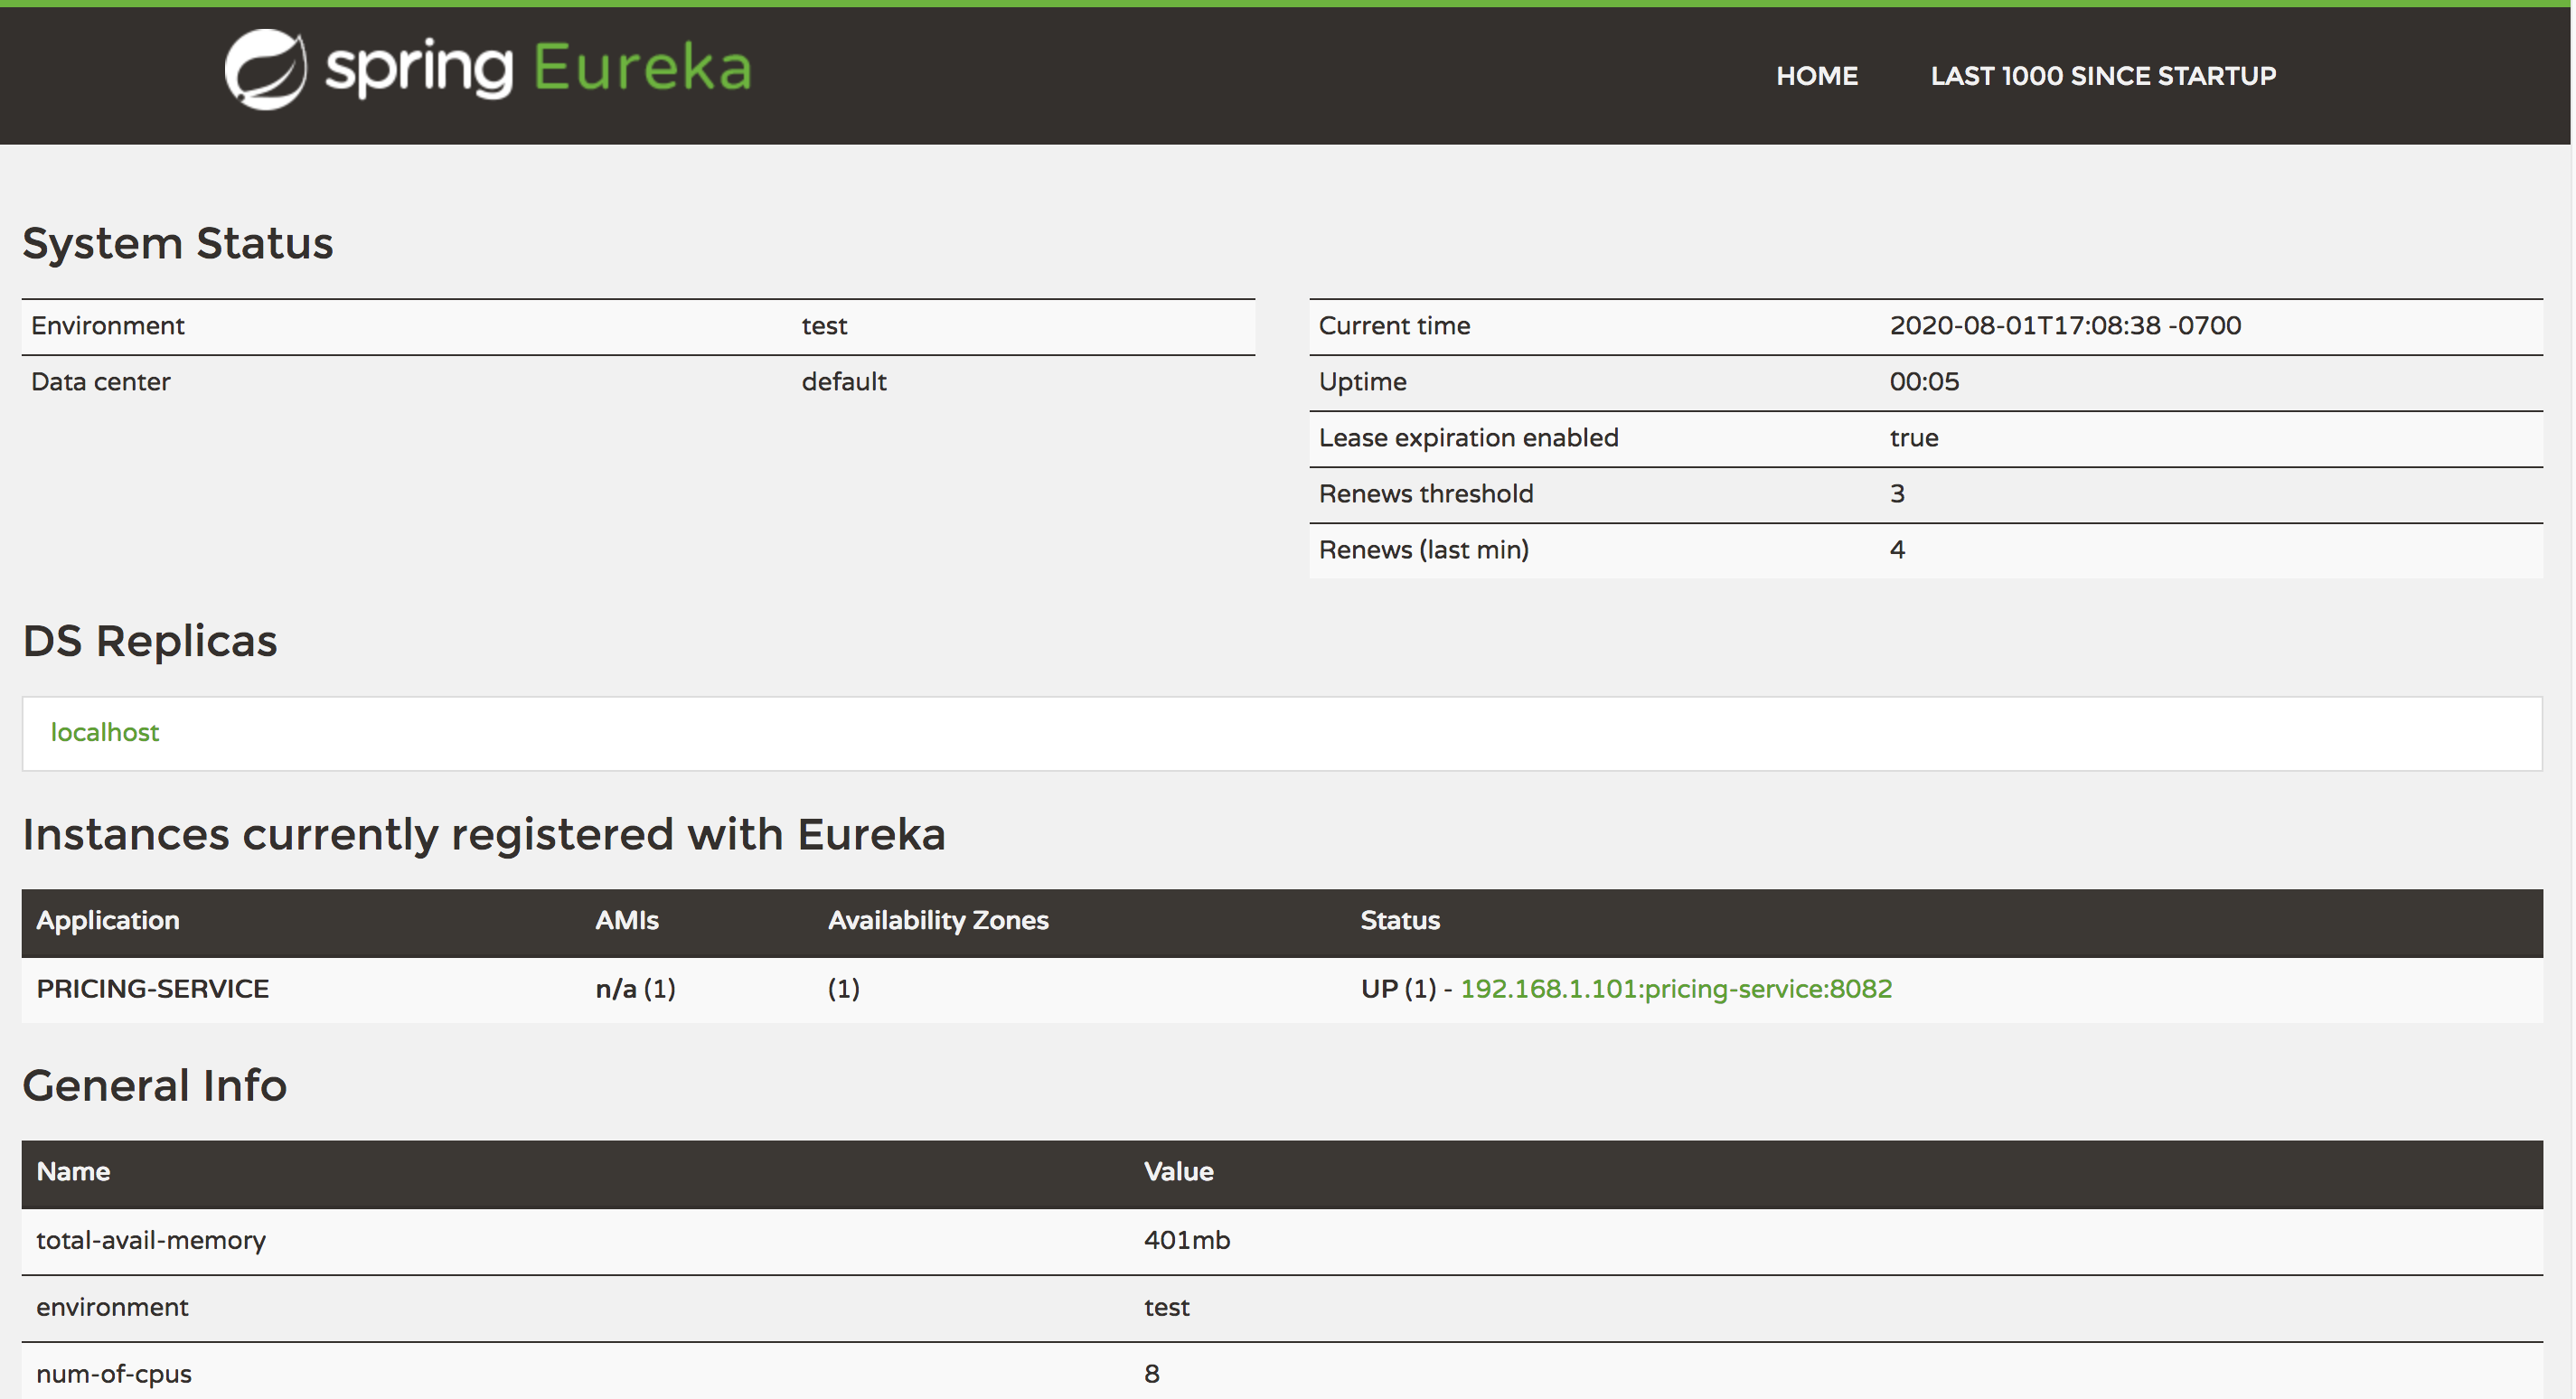 spring Eureka
HOME LAST 1000 SINCE STARTUP
System Status
Environment test
Data center default
Current time 2020-08-01T17:08:38 -0700
Uptime 00:05
Lease expiration enabled true
Renews threshold 3
Renews (last min) 4
DS Replicas
localhost
Instances currently registered with Eureka
Application AMIs Availability Zones Status
PRICING-SERVICE n/a (1) (1) UP (1) - 192.168.1.101:pricing-service:8082
General Info
Name Value
total-avail-memory 401mb
environment test
num-of-cpus 8